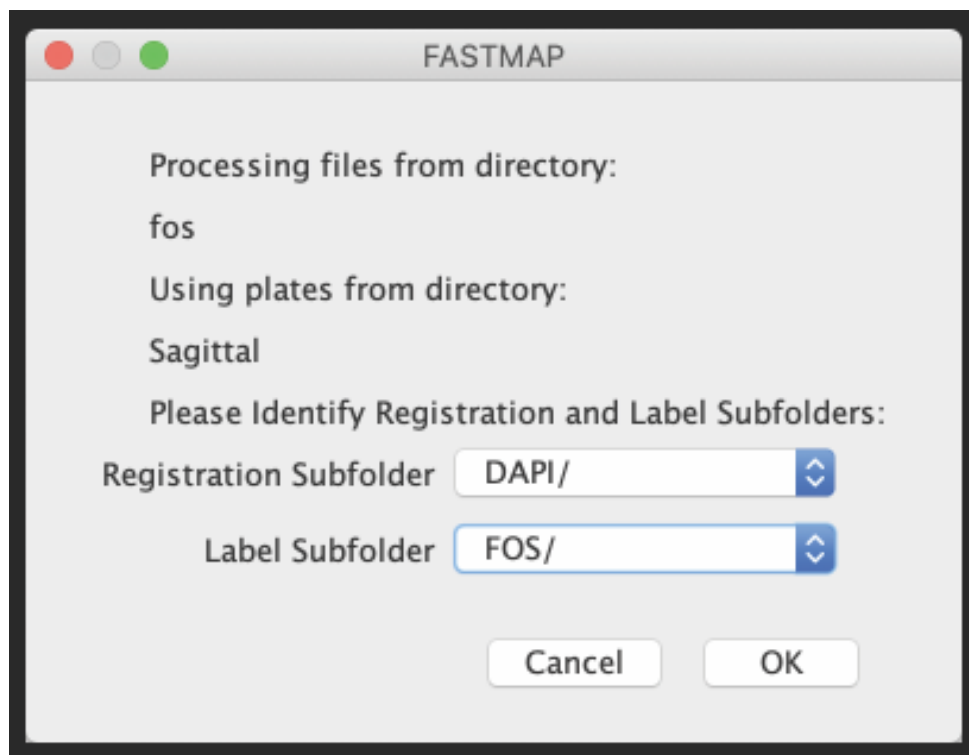 FASTMAP
Processing files from directory:
fos
Using plates from directory:
Sagittal
Please Identify Registration and Label Subfolders:
Registration Subfolder DAPI/
Label Subfolder FOS/
Cancel OK